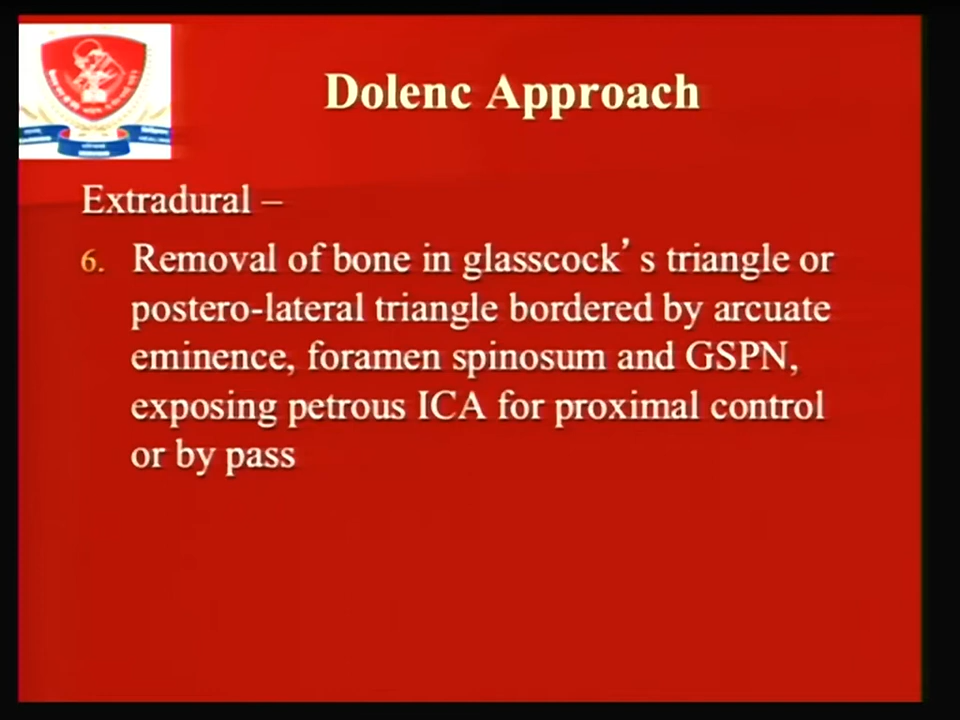 Dolenc Approach
Extradural –
6. Removal of bone in glasscock’ s triangle or
postero-lateral triangle bordered by arcuate
eminence, foramen spinosum and GSPN,
exposing petrous ICA for proximal control
or by pass